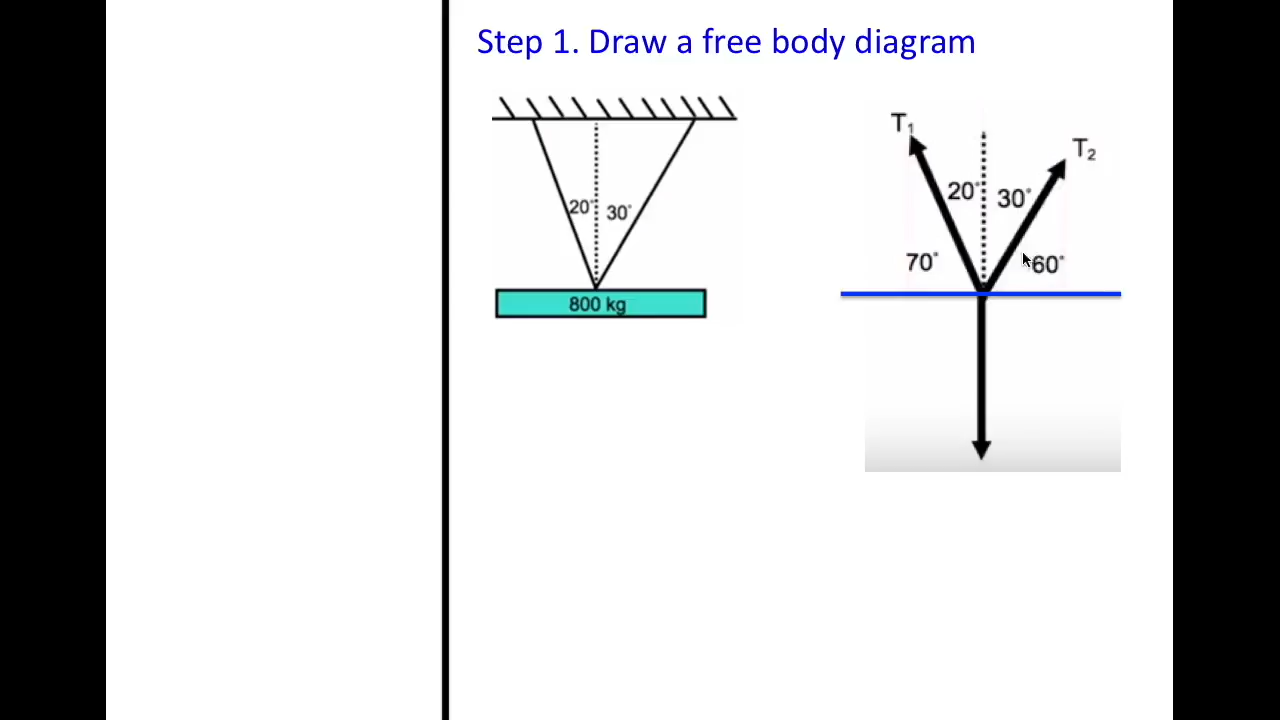 Step 1. Draw a free body diagram
20°
30°
800 kg
T₁
T₂
20°
30°
70°
60°